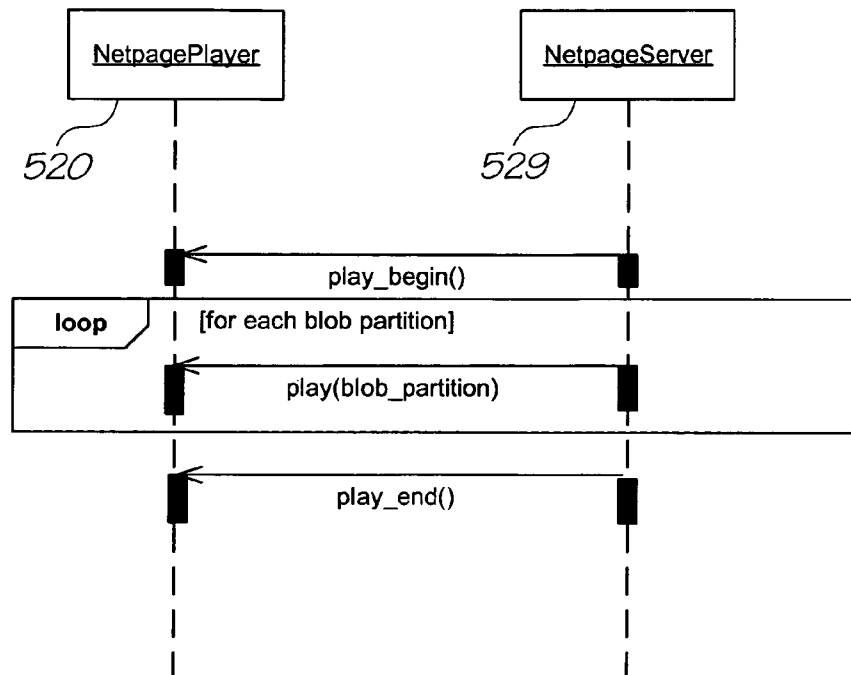 NetpagePlayer
NetpageServer
520
529
play_begin()
loop
[for each blob partition]
play(blob_partition)
play_end()